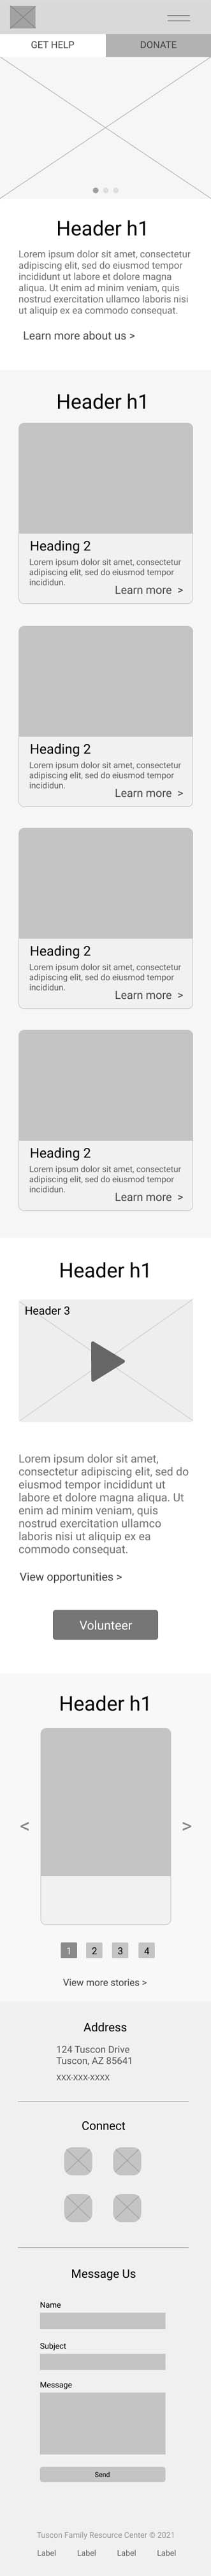 GET HELP
DONATE
Header h1
Lorem ipsum dolor sit amet, consectetur
adipiscing elit, sed do eiusmod tempor
incididunt ut labore et dolore magna
aliqua. Ut enim ad minim veniam, quis
nostrud exercitation ullamco laboris nisi
ut aliquip ex ea commodo consequat.
Learn more about us >
Header h1
Heading 2
Lorem ipsum dolor sit amet, consectetur
adipiscing elit, sed do eiusmod tempor
incididun.
Learn more >
Heading 2
Lorem ipsum dolor sit amet, consectetur
adipiscing elit, sed do eiusmod tempor
incididun.
Learn more >
Heading 2
Lorem ipsum dolor sit amet, consectetur
adipiscing elit, sed do eiusmod tempor
incididun.
Learn more >
Heading 2
Lorem ipsum dolor sit amet, consectetur
adipiscing elit, sed do eiusmod tempor
incididun.
Learn more >
Header h1
Header 3
Lorem ipsum dolor sit amet,
consectetur adipiscing elit, sed do
eiusmod tempor incididunt ut
labore et dolore magna aliqua. Ut
enim ad minim veniam, quis
nostrud exercitation ullamco
laboris nisi ut aliquip ex ea
commodo consequat.
View opportunities >
Volunteer
Header h1
< >
1 2 3 4
View more stories >
Address
124 Tuscon Drive
Tuscon, AZ 85641
XXX-XXX-XXXX
Connect
Message Us
Name
Subject
Message
Send
Tuscon Family Resource Center © 2021
Label Label Label Label